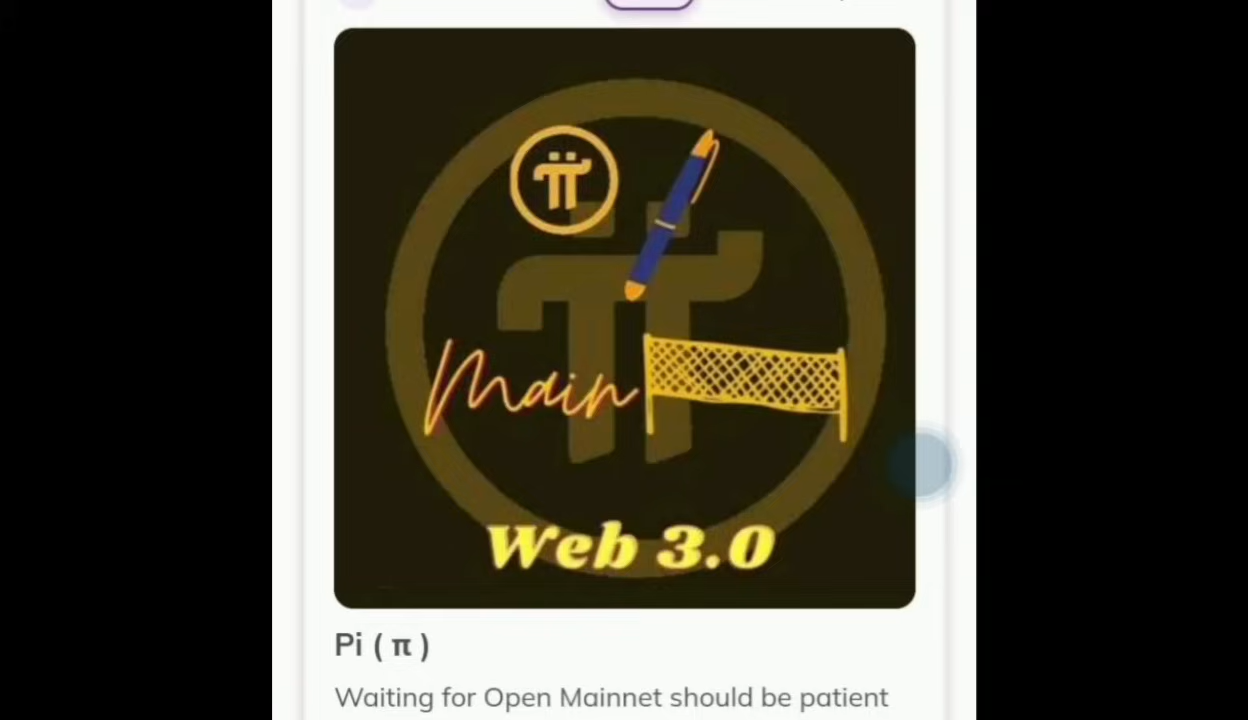 Main
Web 3.0
Pi ( π )
Waiting for Open Mainnet should be patient